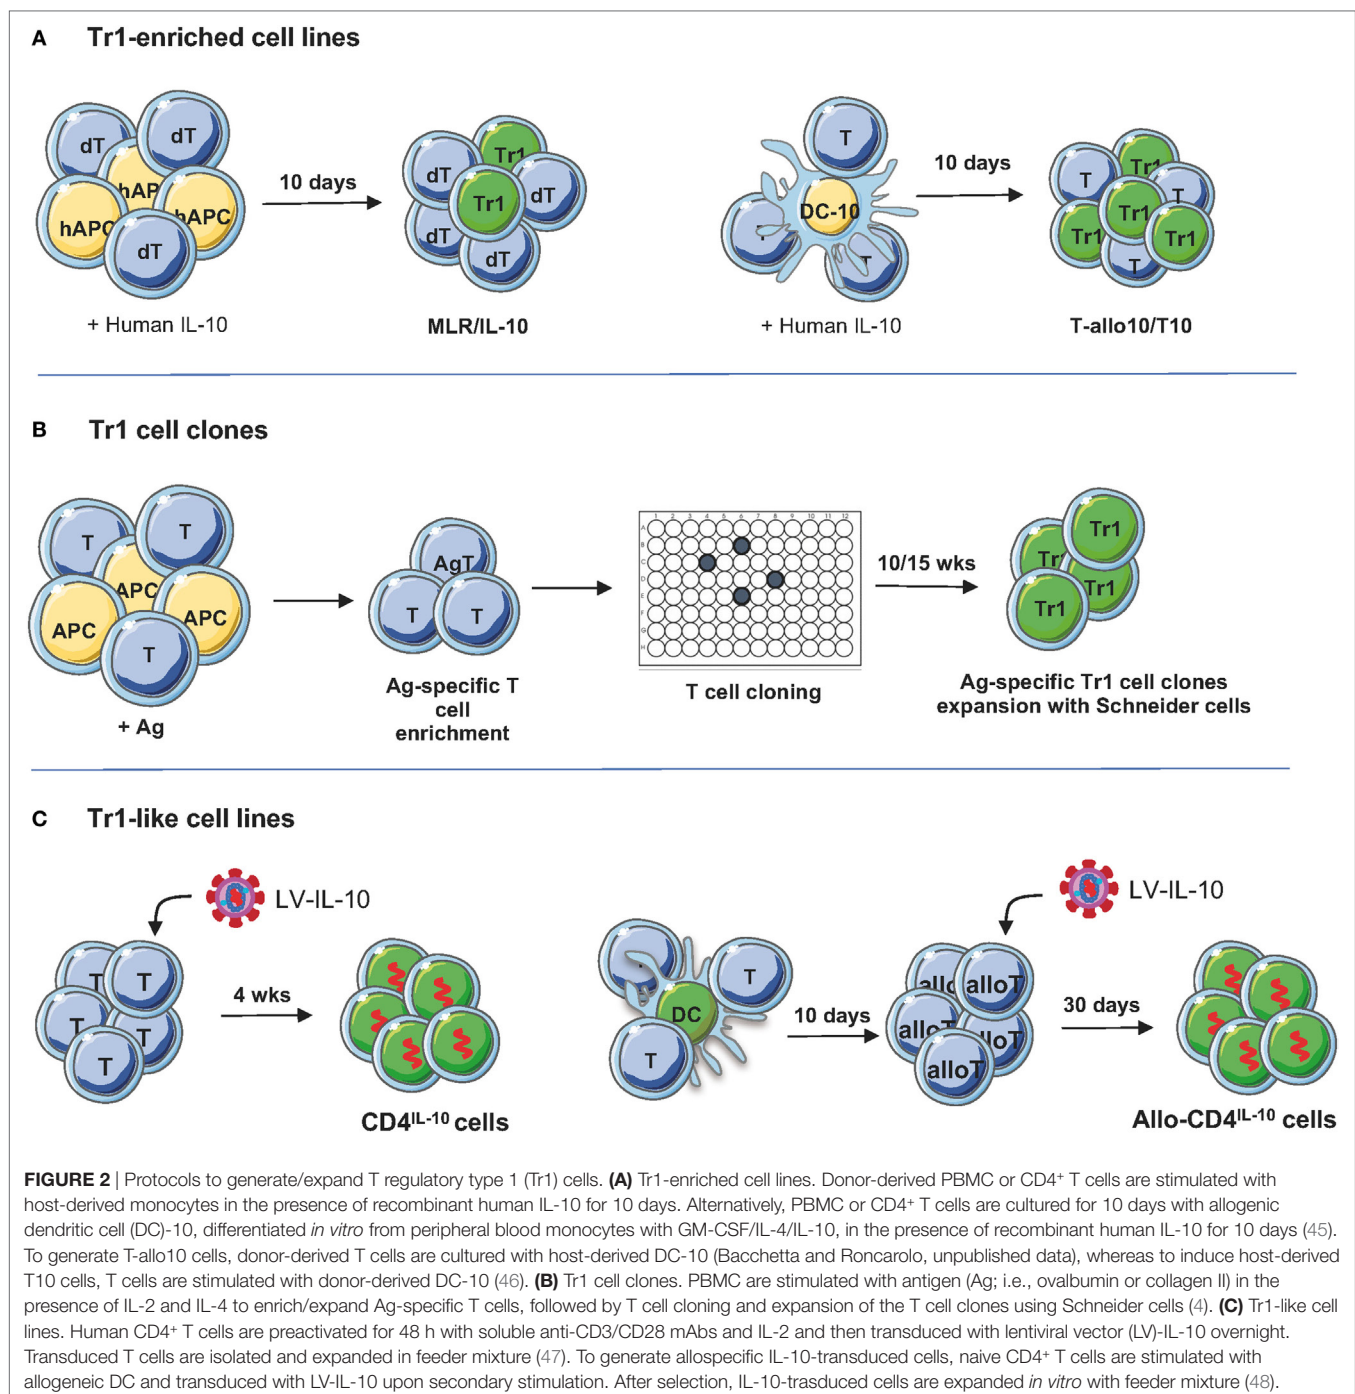 A Tr1-enriched cell lines
dT
dT
hAPC
hAPC
hAPC
dT
10 days
Tr1
dT
Tr1
dT
dT
dT
T
DC-10
T
10 days
Tr1
T
T
Tr1
Tr1
Tr1
T
+ Human IL-10
MLR/IL-10
+ Human IL-10
T-allo10/T10
B Tr1 cell clones
T
T
APC
APC
APC
T
AgT
T
T
1 2 3 4 5 6 7 8 9 10 11 12
A
B
C
D
E
F
G
H
10/15 wks
Tr1
Tr1
Tr1
Tr1
+ Ag
Ag-specific T
cell
enrichment
T cell cloning
Ag-specific Tr1 cell clones
expansion with Schneider cells
C Tr1-like cell lines
LV-IL-10
LV-IL-10
T
T
T
T
T
4 wks
T
DC
T
10 days
alloT
alloT
alloT
alloT
alloT
30 days
CD4IL-10 cells
Allo-CD4IL-10 cells
FIGURE 2 | Protocols to generate/expand T regulatory type 1 (Tr1) cells. (A) Tr1-enriched cell lines. Donor-derived PBMC or CD4+ T cells are stimulated with
host-derived monocytes in the presence of recombinant human IL-10 for 10 days. Alternatively, PBMC or CD4+ T cells are cultured for 10 days with allogenic
dendritic cell (DC)-10, differentiated in vitro from peripheral blood monocytes with GM-CSF/IL-4/IL-10, in the presence of recombinant human IL-10 for 10 days (45).
To generate T-allo10 cells, donor-derived T cells are cultured with host-derived DC-10 (Bacchetta and Roncarolo, unpublished data), whereas to induce host-derived
T10 cells, T cells are stimulated with donor-derived DC-10 (46). (B) Tr1 cell clones. PBMC are stimulated with antigen (Ag; i.e., ovalbumin or collagen II) in the
presence of IL-2 and IL-4 to enrich/expand Ag-specific T cells, followed by T cell cloning and expansion of the T cell clones using Schneider cells (4). (C) Tr1-like cell
lines. Human CD4+ T cells are preactivated for 48 h with soluble anti-CD3/CD28 mAbs and IL-2 and then transduced with lentiviral vector (LV)-IL-10 overnight.
Transduced T cells are isolated and expanded in feeder mixture (47). To generate allospecific IL-10-transduced cells, naive CD4+ T cells are stimulated with
allogeneic DC and transduced with LV-IL-10 upon secondary stimulation. After selection, IL-10-trasduced cells are expanded in vitro with feeder mixture (48).